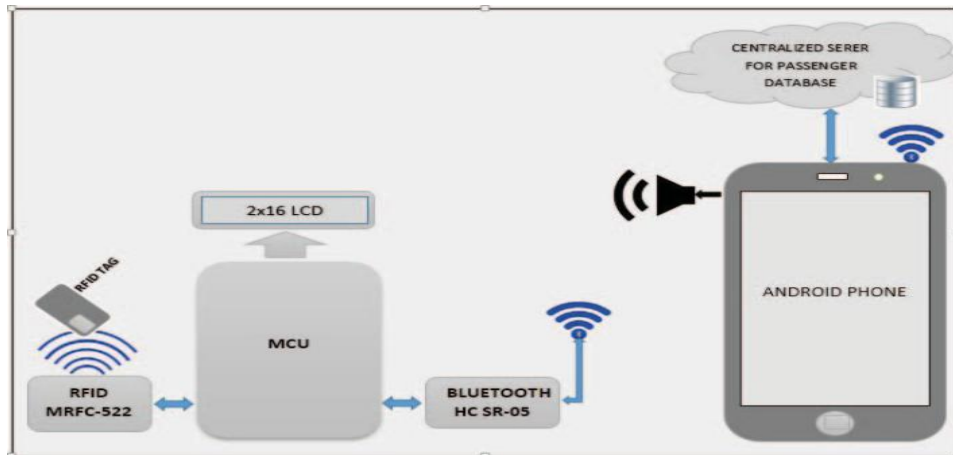 CENTRALIZED SERER
FOR PASSENGER
DATABASE
2x16 LCD
RFID TAG
ANDROID PHONE
MCU
RFID
MRFC-522
BLUETOOTH
HC SR-05